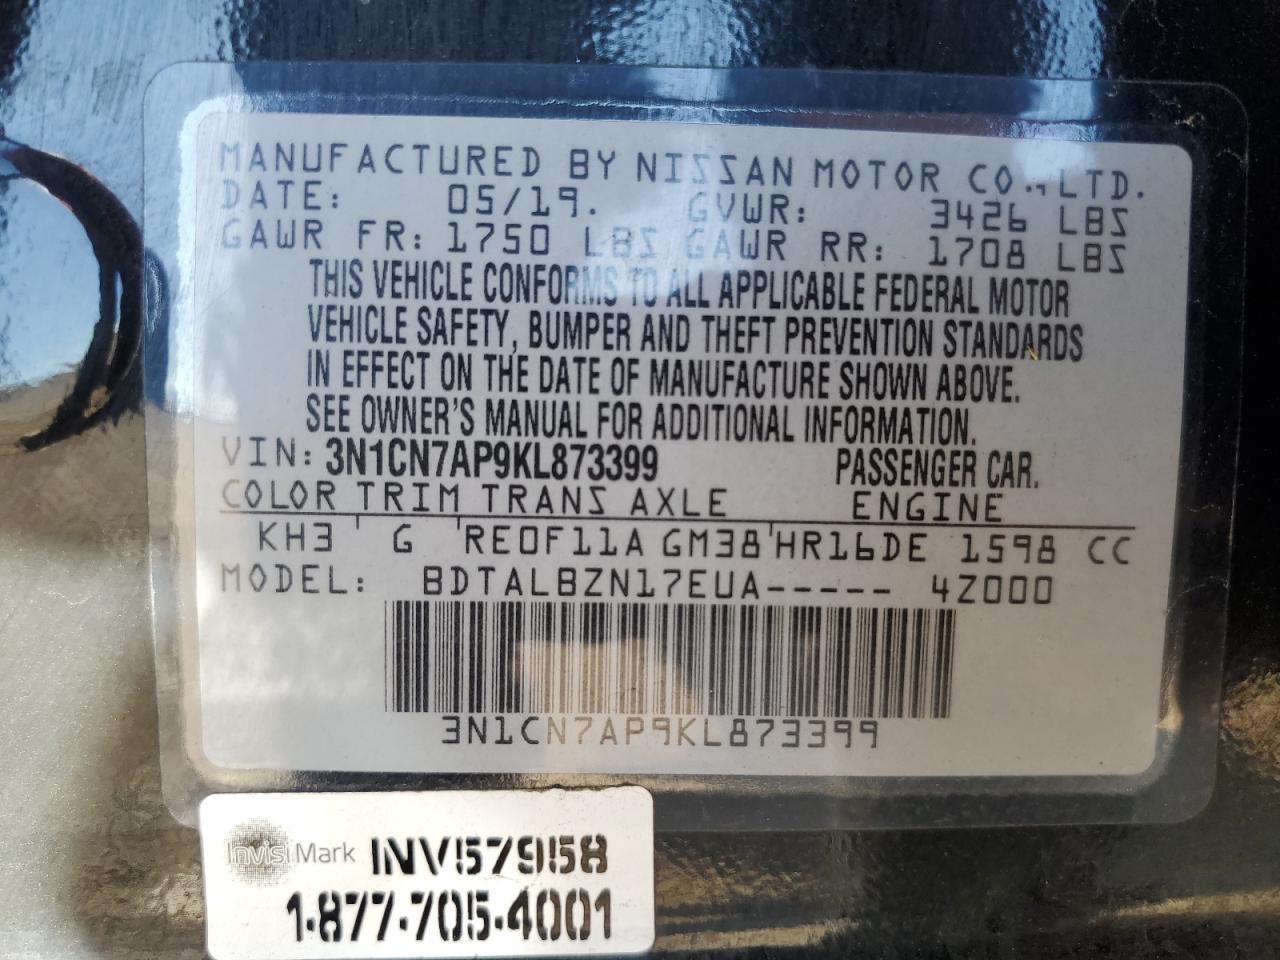 MANUFACTURED BY NISSAN MOTOR CO., LTD.
DATE: 05/19. GVWR: 3426 LBS
GAWR FR: 1750 LBS GAWR RR: 1708 LBS
THIS VEHICLE CONFORMS TO ALL APPLICABLE FEDERAL MOTOR
VEHICLE SAFETY, BUMPER AND THEFT PREVENTION STANDARDS
IN EFFECT ON THE DATE OF MANUFACTURE SHOWN ABOVE.
SEE OWNER'S MANUAL FOR ADDITIONAL INFORMATION.
VIN: 3N1CN7AP9KL873399 PASSENGER CAR.
COLOR TRIM TRANS AXLE ENGINE
KH3 G RE0F11A GM38 HR16DE 1598 CC
MODEL: BDTALBZN17EUA----- 4Z000
3N1CN7AP9KL873399
InvisiMark INV57958
1-877-705-4001